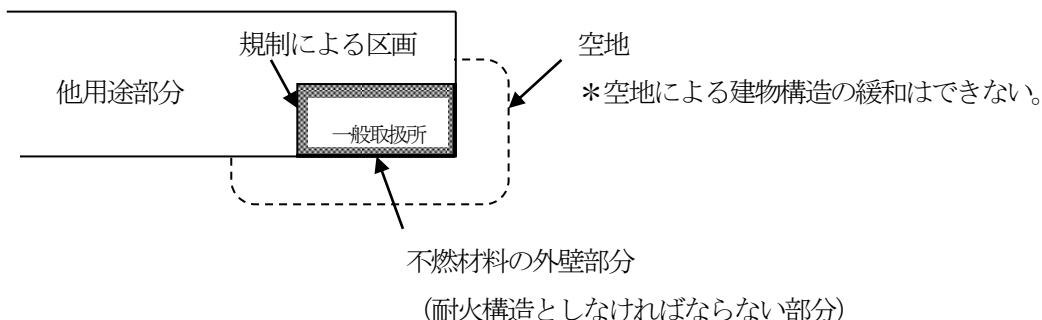 規制による区画
空地
他用途部分
＊空地による建物構造の緩和はできない。
一般取扱所
不燃材料の外壁部分
（耐火構造としなければならない部分）